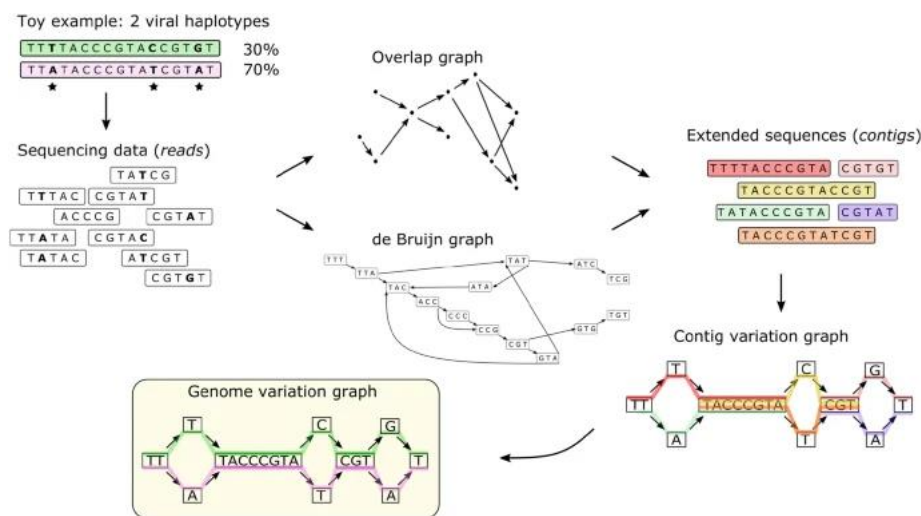 Toy example: 2 viral haplotypes
TTTTACCCGTACCGTGT 30%
TTATACCCGTATCGTAT 70%
Sequencing data (reads)
TATCG
TTTAC CGTAT
ACCCG CGTAT
TTATA CGTAC
TATAC ATCGT
CGTGT
Overlap graph
de Bruijn graph
TTT
TTA
TAT
ATC
TCG
TAC
ATA
ACC
CCC
CCG
CGT
GTA
GTG
TGT
Extended sequences (contigs)
TTTTACCCGTA CGTGT
TACCCGTACCGT
TATACCCGTA CGTAT
TACCCGTATCGT
Contig variation graph
T C G
TT TACCCGTA CGT T
A T A
Genome variation graph
T C G
TT TACCCGTA CGT T
A T A